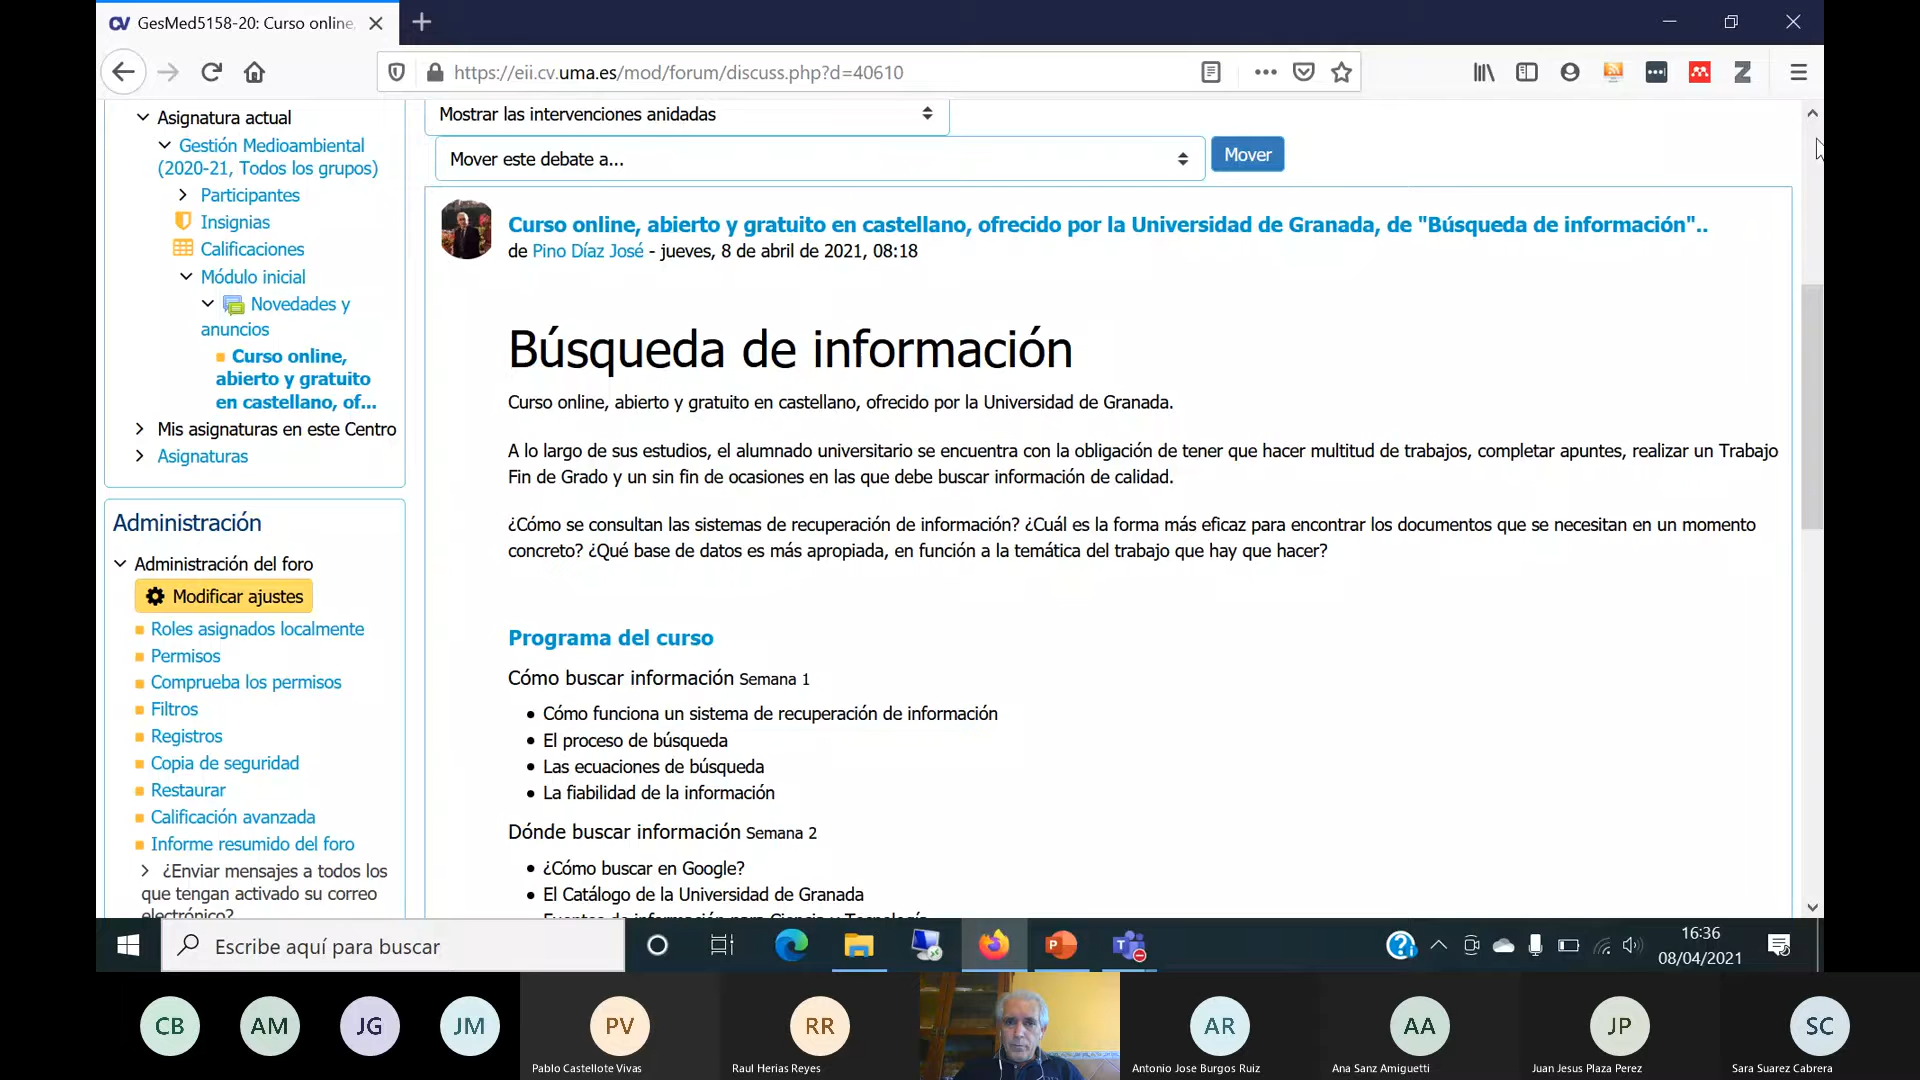 GesMed5158-20: Curso online,
https://eii.cv.uma.es/mod/forum/discuss.php?d=40610
Asignatura actual
Gestión Medioambiental
(2020-21, Todos los grupos)
Participantes
Insignias
Calificaciones
Módulo inicial
Novedades y
anuncios
Curso online,
abierto y gratuito
en castellano, of...
Mis asignaturas en este Centro
Asignaturas
Administración
Administración del foro
Modificar ajustes
Roles asignados localmente
Permisos
Comprueba los permisos
Filtros
Registros
Copia de seguridad
Restaurar
Calificación avanzada
Informe resumido del foro
¿Enviar mensajes a todos los
que tengan activado su correo
electrónico?
Mostrar las intervenciones anidadas
Mover este debate a...
Mover
Curso online, abierto y gratuito en castellano, ofrecido por la Universidad de Granada, de "Búsqueda de información"..
de Pino Díaz José - jueves, 8 de abril de 2021, 08:18
Búsqueda de información
Curso online, abierto y gratuito en castellano, ofrecido por la Universidad de Granada.
A lo largo de sus estudios, el alumnado universitario se encuentra con la obligación de tener que hacer multitud de trabajos, completar apuntes, realizar un Trabajo
Fin de Grado y un sin fin de ocasiones en las que debe buscar información de calidad.
¿Cómo se consultan las sistemas de recuperación de información? ¿Cuál es la forma más eficaz para encontrar los documentos que se necesitan en un momento
concreto? ¿Qué base de datos es más apropiada, en función a la temática del trabajo que hay que hacer?
Programa del curso
Cómo buscar información Semana 1
Cómo funciona un sistema de recuperación de información
El proceso de búsqueda
Las ecuaciones de búsqueda
La fiabilidad de la información
Dónde buscar información Semana 2
¿Cómo buscar en Google?
El Catálogo de la Universidad de Granada
Fuentes de información para Ciencia y Tecnología
Escribe aquí para buscar
16:36
08/04/2021
CB
AM
JG
JM
PV
RR
AR
AA
JP
SC
Pablo Castellote Vivas
Raul Herias Reyes
Antonio Jose Burgos Ruiz
Ana Sanz Amiguetti
Juan Jesus Plaza Perez
Sara Suarez Cabrera